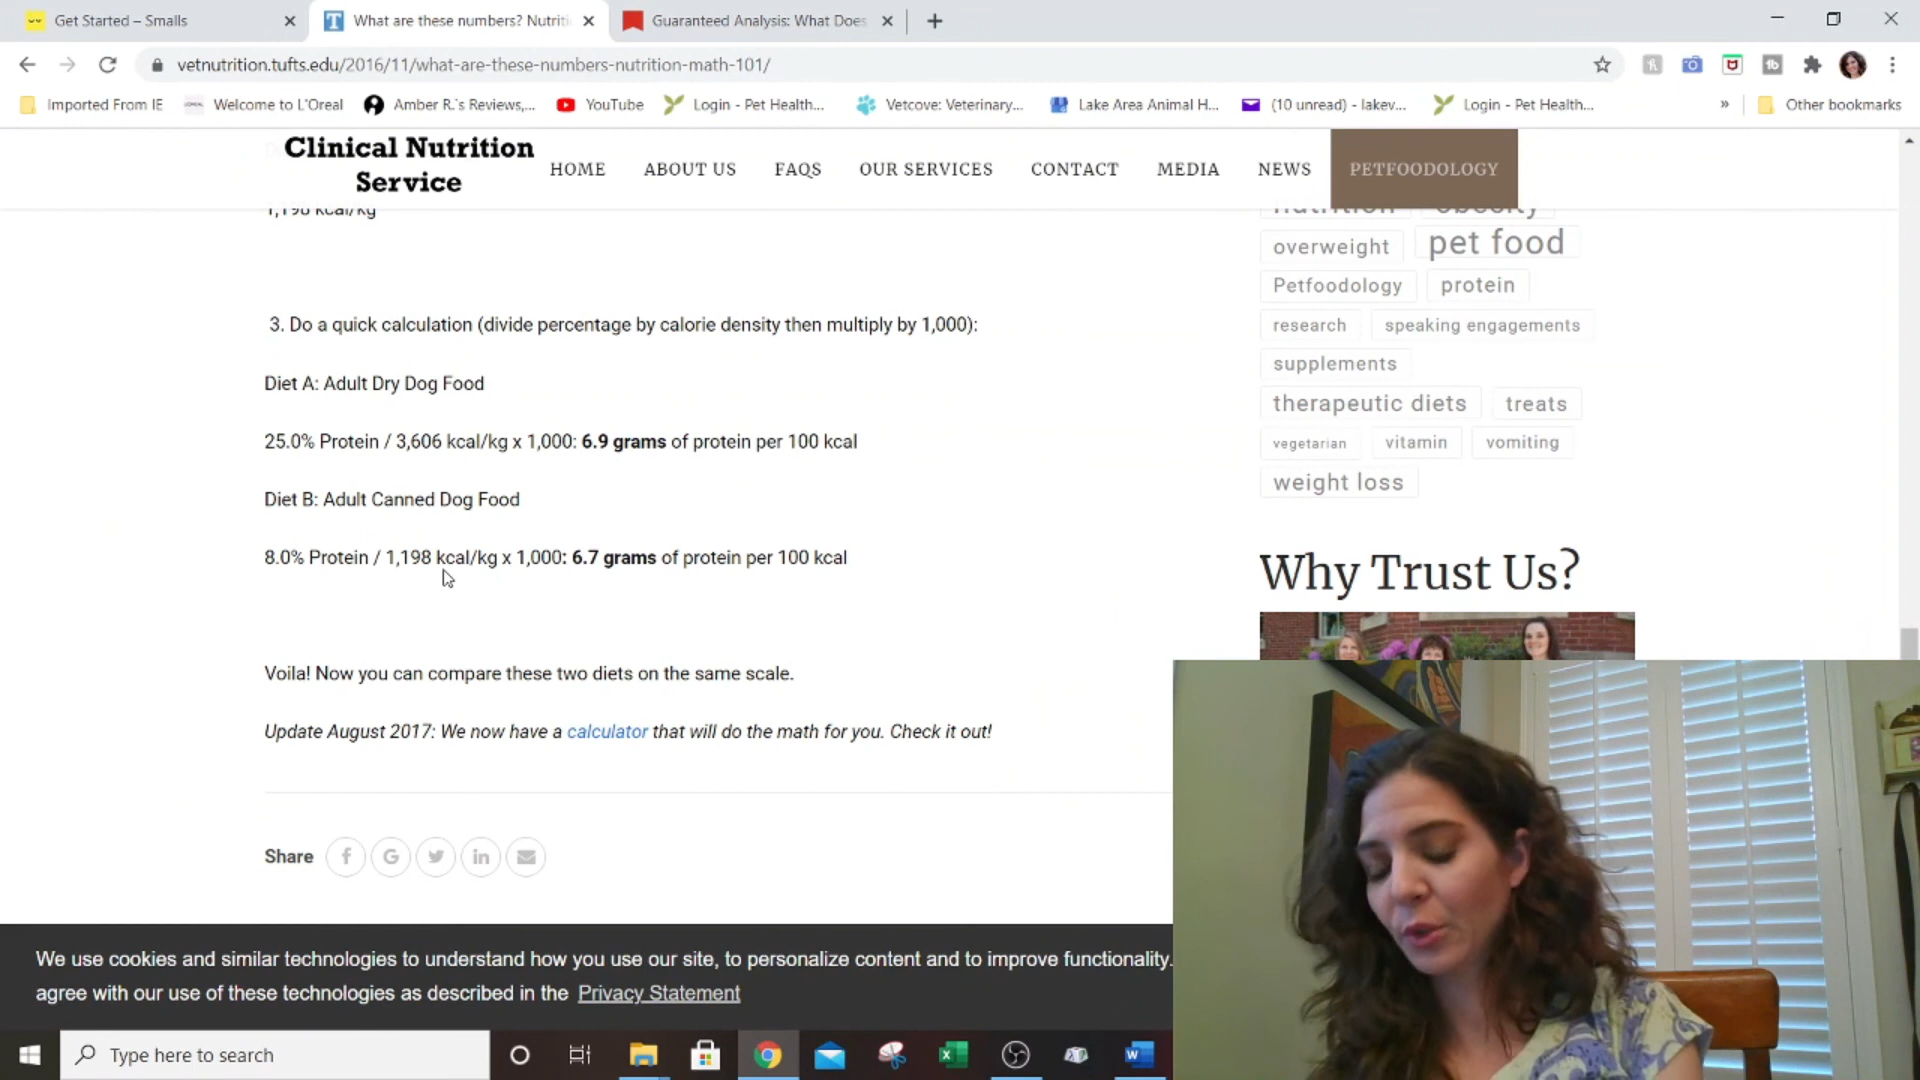 Get Started – Smalls
What are these numbers? Nutriti
Guaranteed Analysis: What Does
vetnutrition.tufts.edu/2016/11/what-are-these-numbers-nutrition-math-101/
Imported From IE
Welcome to L'Oreal
Amber R.'s Reviews,...
YouTube
Login - Pet Health...
Vetcove: Veterinary...
Lake Area Animal H...
(10 unread) - lakev...
Login - Pet Health...
»
Other bookmarks
Clinical Nutrition
Service
HOME
ABOUT US
FAQS
OUR SERVICES
CONTACT
MEDIA
NEWS
PETFOODOLOGY
1,198 kcal/kg
3. Do a quick calculation (divide percentage by calorie density then multiply by 1,000):
Diet A: Adult Dry Dog Food
25.0% Protein / 3,606 kcal/kg x 1,000: 6.9 grams of protein per 100 kcal
Diet B: Adult Canned Dog Food
8.0% Protein / 1,198 kcal/kg x 1,000: 6.7 grams of protein per 100 kcal
Voila! Now you can compare these two diets on the same scale.
Update August 2017: We now have a calculator that will do the math for you. Check it out!
Share
nutrition obesity
overweight pet food
Petfoodology protein
research speaking engagements
supplements
therapeutic diets treats
vegetarian vitamin vomiting
weight loss
Why Trust Us?
We use cookies and similar technologies to understand how you use our site, to personalize content and to improve functionality.
agree with our use of these technologies as described in the Privacy Statement
Type here to search